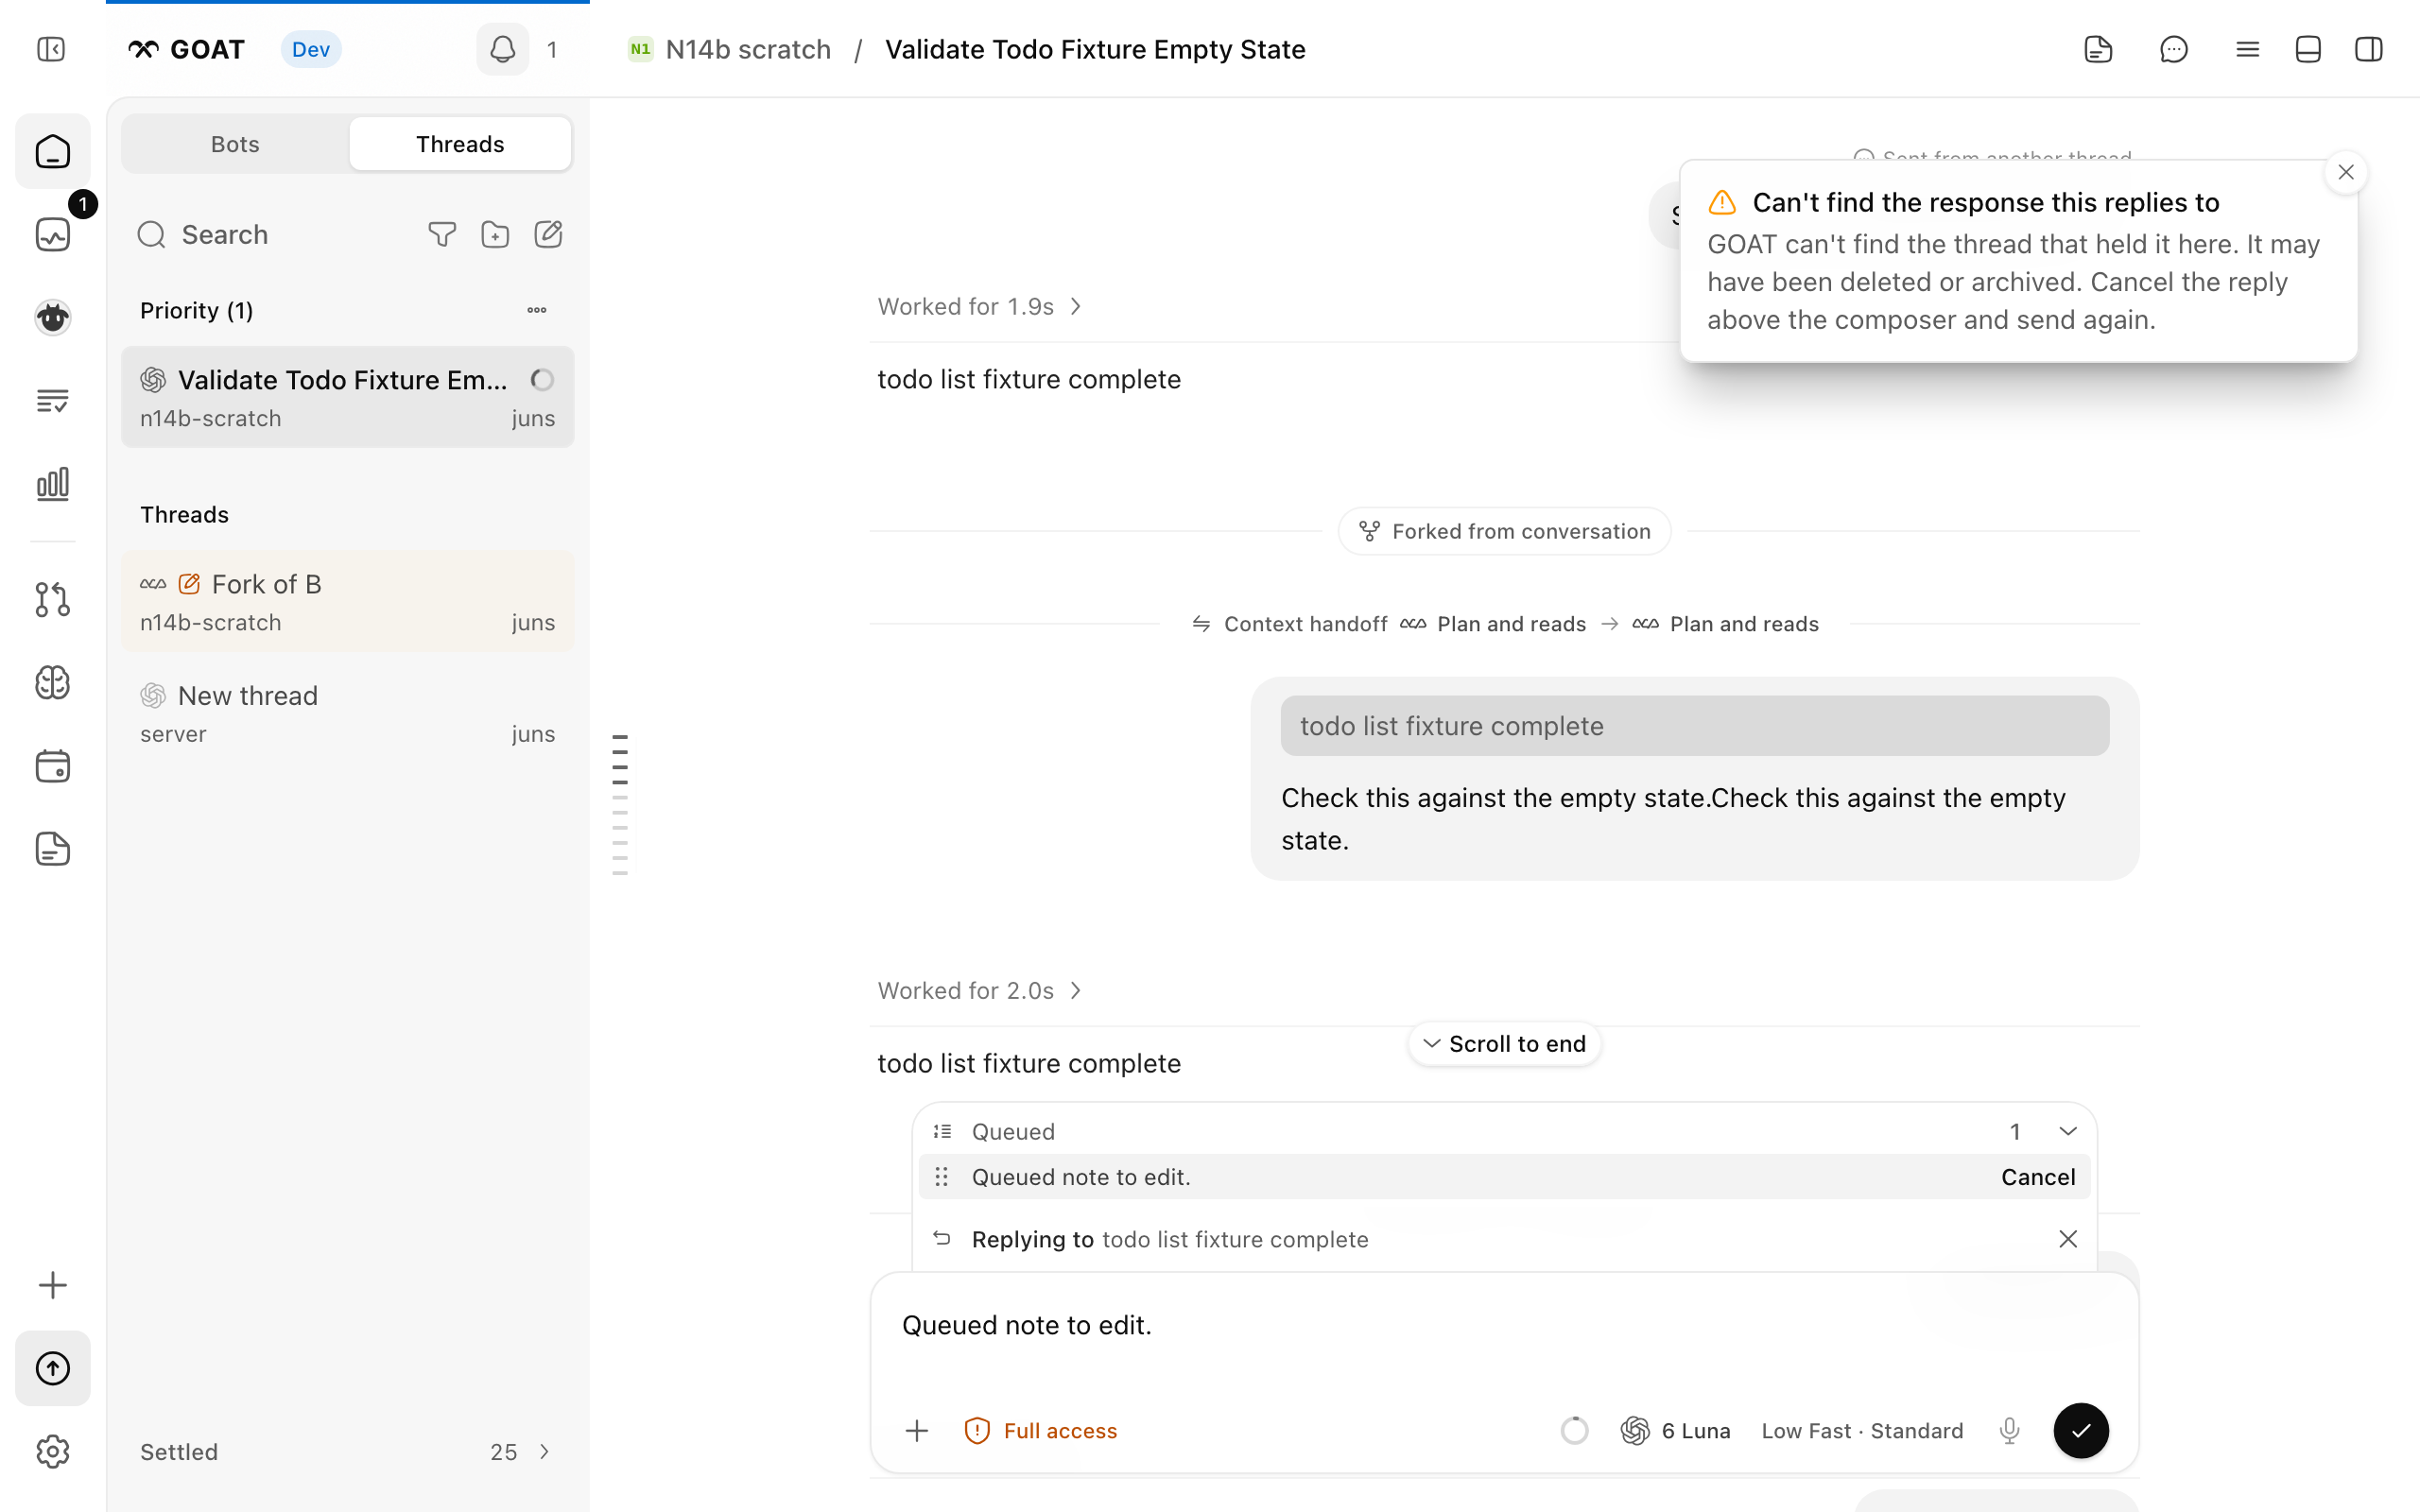 GOAT
Dev
1
N1 N14b scratch / Validate Todo Fixture Empty State
Bots
Threads
1
Search
Priority (1)
Validate Todo Fixture Em...
n14b-scratch
juns
Threads
Fork of B
n14b-scratch
juns
New thread
server
juns
Settled
25
Sent from another thread
Can't find the response this replies to
GOAT can't find the thread that held it here. It may
have been deleted or archived. Cancel the reply
above the composer and send again.
Worked for 1.9s
todo list fixture complete
Forked from conversation
Context handoff Plan and reads → Plan and reads
todo list fixture complete
Check this against the empty state.Check this against the empty
state.
Worked for 2.0s
Scroll to end
todo list fixture complete
Queued
1
Queued note to edit.
Cancel
Replying to todo list fixture complete
Queued note to edit.
Full access
6 Luna
Low Fast · Standard